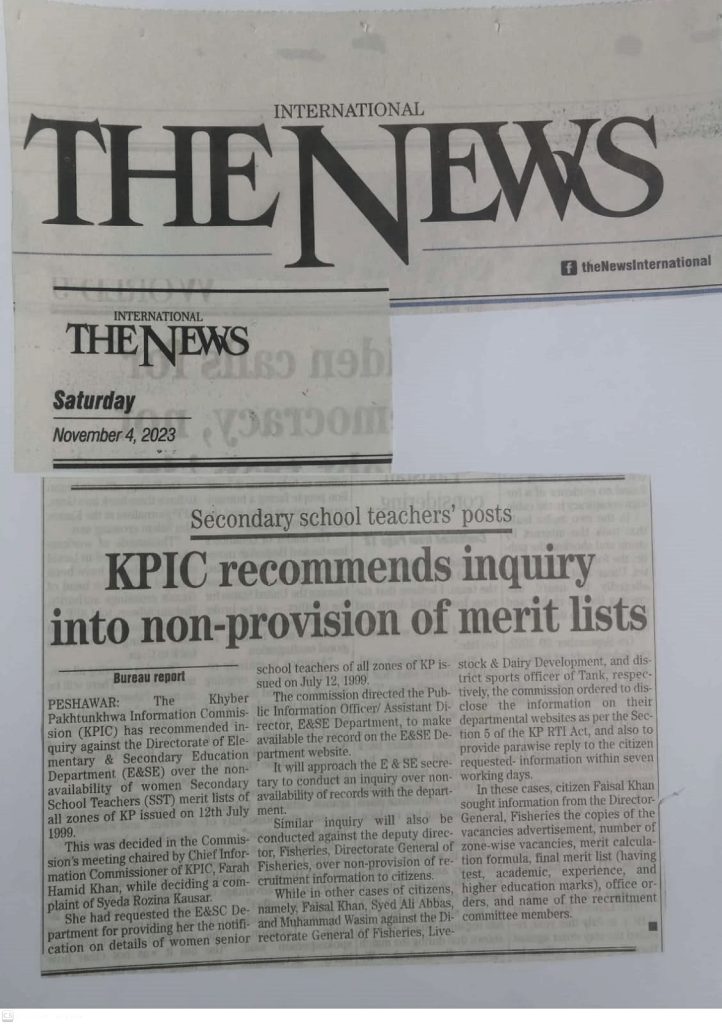 INTERNATIONAL
THE NEWS
theNewsInternational
INTERNATIONAL
THE NEWS
Saturday
November 4, 2023
Secondary school teachers' posts
KPIC recommends inquiry
into non-provision of merit lists
Bureau report
PESHAWAR: The Khyber
Pakhtunkhwa Information Commis-
sion (KPIC) has recommended in-
quiry against the Directorate of Ele-
mentary & Secondary Education
Department (E&SE) over the non-
availability of women Secondary
School Teachers (SST) merit lists of
all zones of KP issued on 12th July
1999.
This was decided in the Commis-
sion's meeting chaired by Chief Infor-
mation Commissioner of KPIC, Farah
Hamid Khan, while deciding a com-
plaint of Syeda Rozina Kausar.
She had requested the E&SC De-
partment for providing her the notifi-
cation on details of women senior
school teachers of all zones of KP is-
sued on July 12, 1999.
The commission directed the Pub-
lic Information Officer/ Assistant Di-
rector, E&SE Department, to make
available the record on the E&SE De-
partment website.
It will approach the E & SE secre-
tary to conduct an inquiry over non-
availability of records with the depart-
ment.
Similar inquiry will also be
conducted against the deputy direc-
tor, Fisheries, Directorate General of
Fisheries, over non-provision of re-
cruitment information to citizens.
While in other cases of citizens,
namely, Faisal Khan, Syed Ali Abbas,
and Muhammad Wasim against the Di-
rectorate General of Fisheries, Live-
stock & Dairy Development, and dis-
trict sports officer of Tank, respec-
tively, the commission ordered to dis-
close the information on their
departmental websites as per the Sec-
tion 5 of the KP RTI Act, and also to
provide parawise reply to the citizen
requested- information within seven
working days.
In these cases, citizen Faisal Khan
sought information from the Director-
General, Fisheries the copies of the
vacancies advertisement, number of
zone-wise vacancies, merit calcula-
tion formula, final merit list (having
test, academic, experience, and
higher education marks), office or-
ders, and name of the recrnitment
committee members.